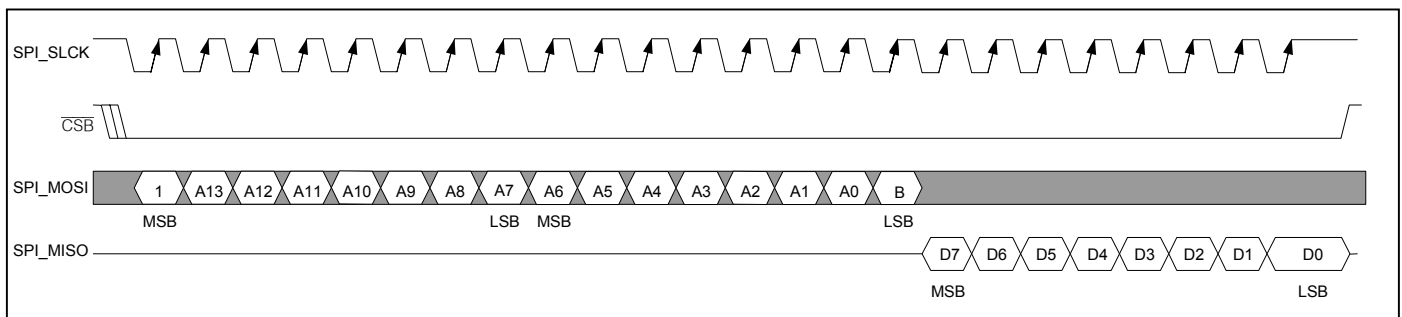 SPI_SLCK
CSB
SPI_MOSI 1 A13 A12 A11 A10 A9 A8 A7 A6 A5 A4 A3 A2 A1 A0 B
MSB LSB MSB LSB
SPI_MISO D7 D6 D5 D4 D3 D2 D1 D0
MSB LSB